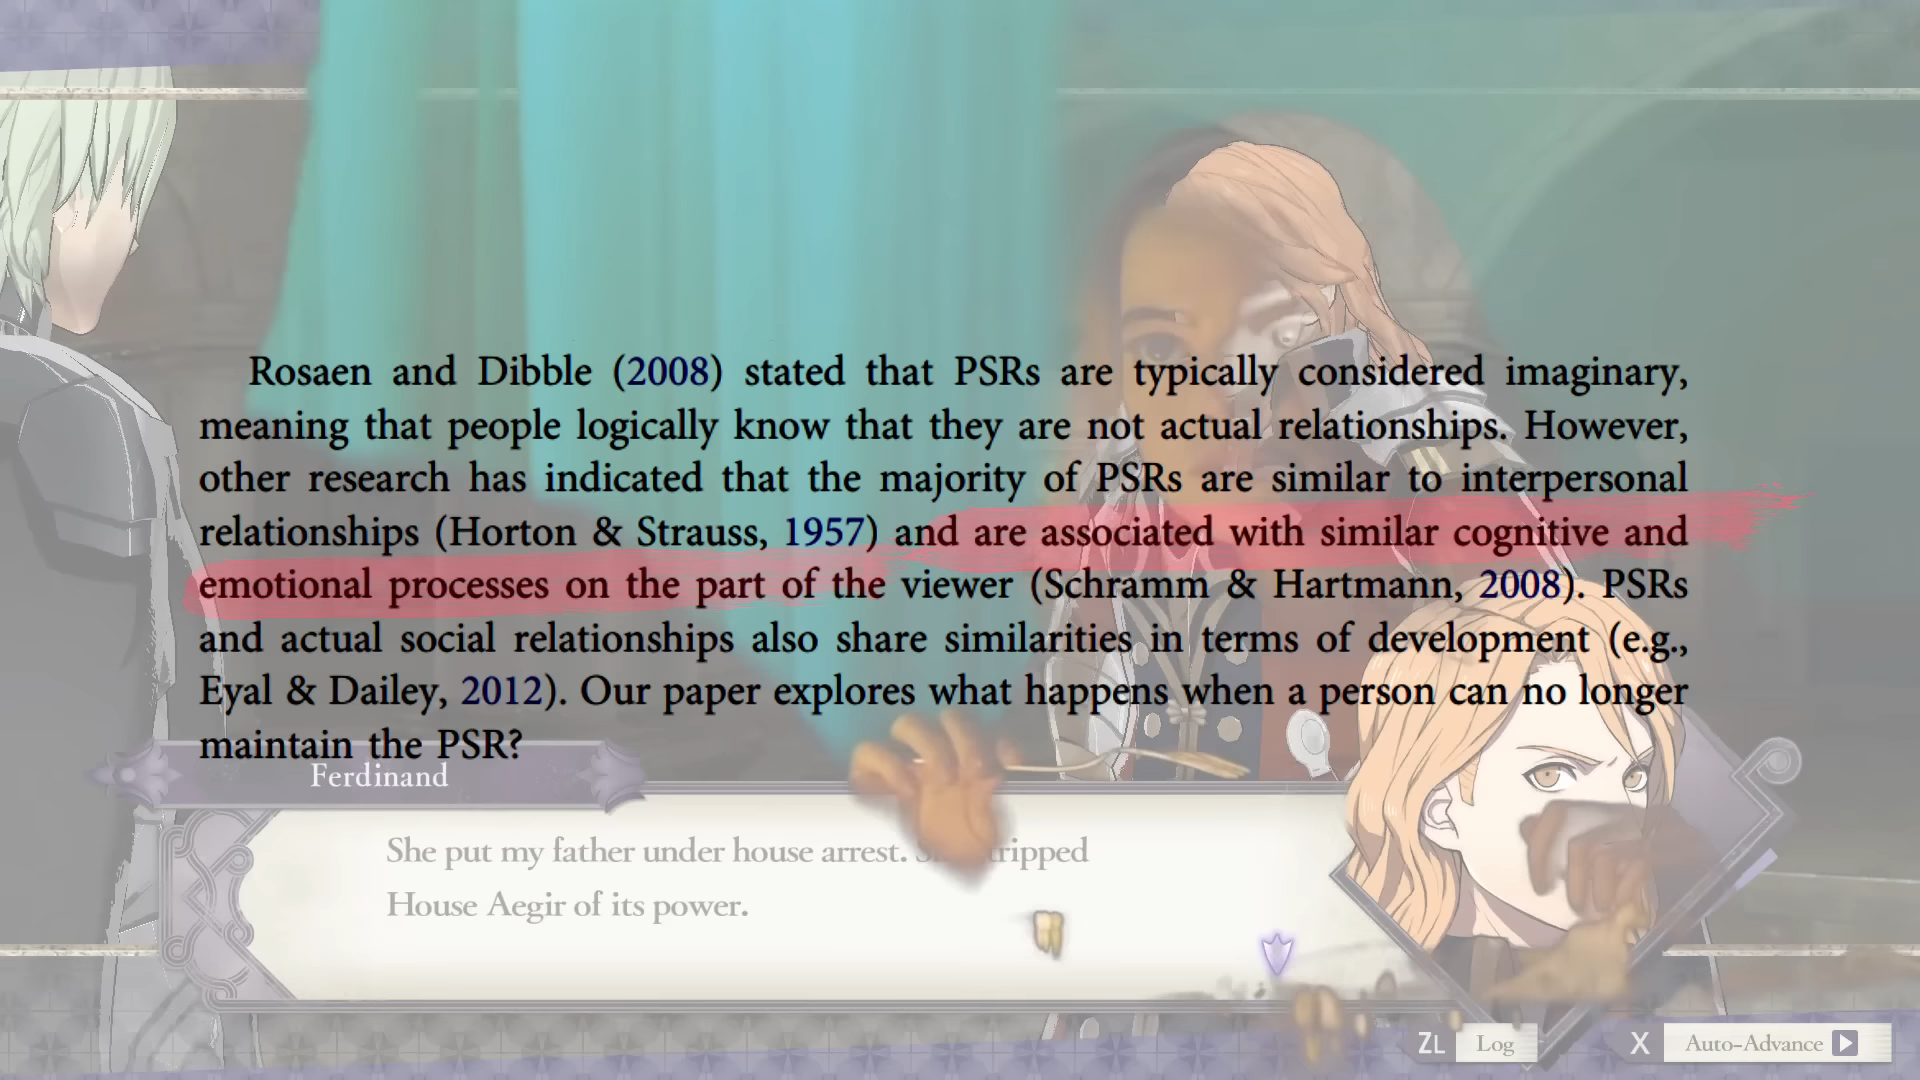 Rosaen and Dibble (2008) stated that PSRs are typically considered imaginary,
meaning that people logically know that they are not actual relationships. However,
other research has indicated that the majority of PSRs are similar to interpersonal
relationships (Horton & Strauss, 1957) and are associated with similar cognitive and
emotional processes on the part of the viewer (Schramm & Hartmann, 2008). PSRs
and actual social relationships also share similarities in terms of development (e.g.,
Eyal & Dailey, 2012). Our paper explores what happens when a person can no longer
maintain the PSR?
Ferdinand
She put my father under house arrest.
House Aegir of its power.
ZL Log X Auto-Advance